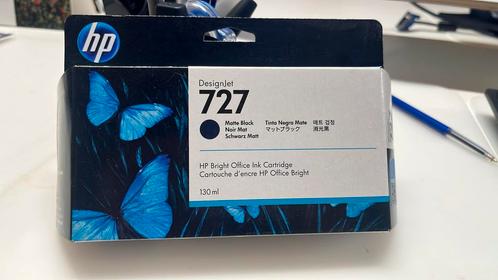 hp
DesignJet
727
Matte Black Tinta Negra Mate 매트 검정
Noir Mat マットブラック 消光黑
Schwarz Matt
HP Bright Office Ink Cartridge
Cartouche d'encre HP Office Bright
130 ml